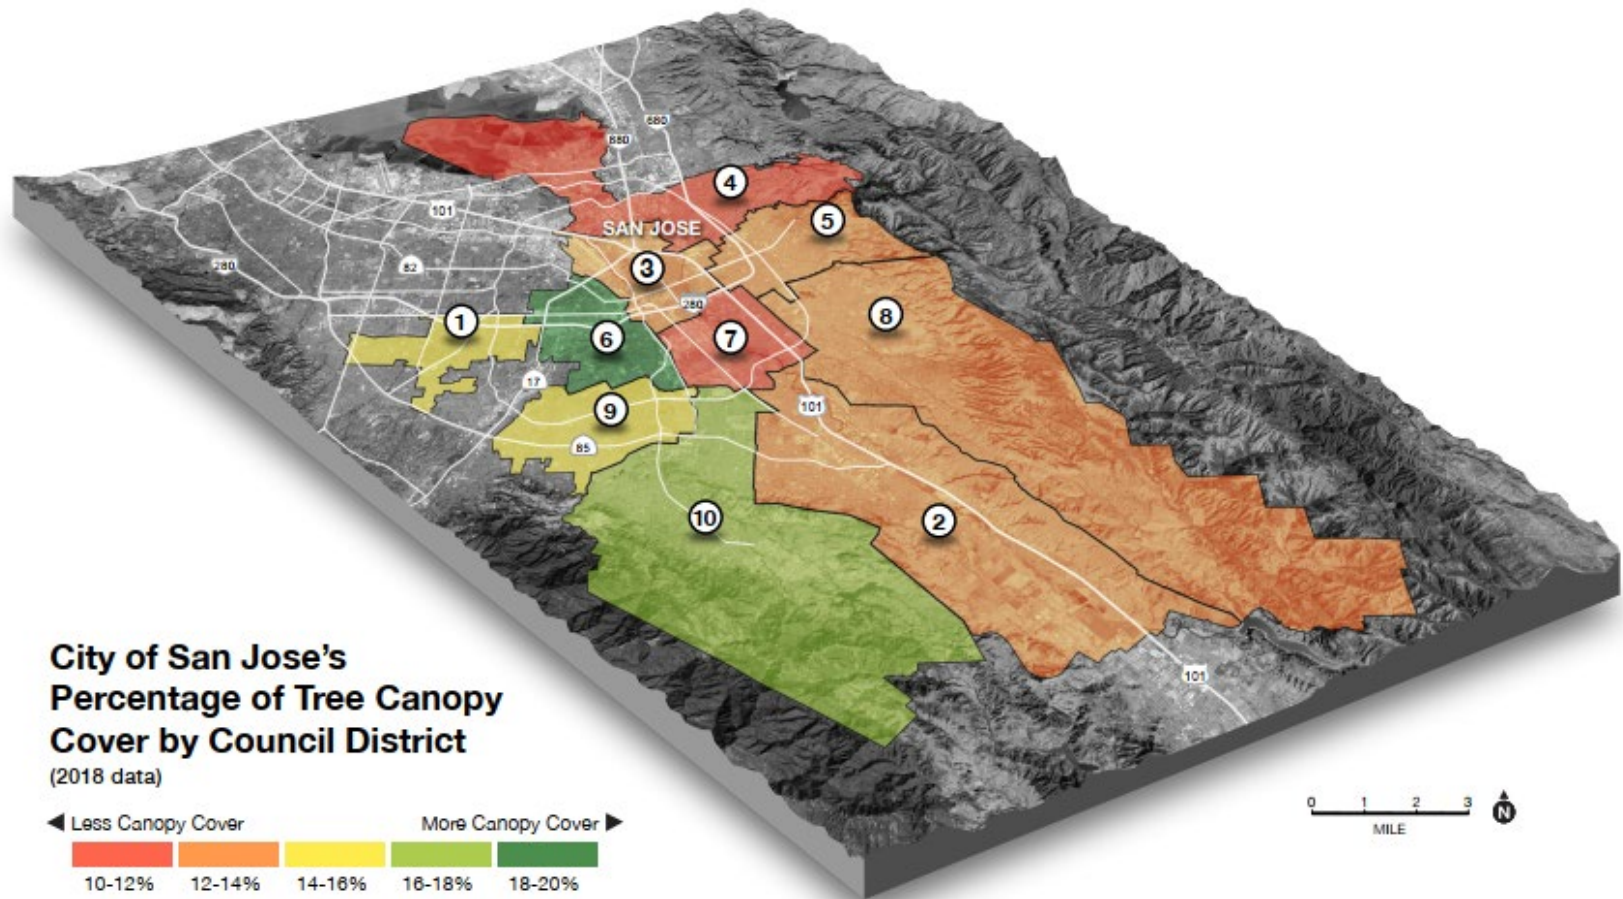 680
880
4
101
5
SAN JOSE
280
82
3
280
8
1
6
7
17
9
101
85
10
2
101
City of San Jose's
Percentage of Tree Canopy
Cover by Council District
(2018 data)
◀ Less Canopy Cover More Canopy Cover ▶
10-12% 12-14% 14-16% 16-18% 18-20%
0 1 2 3
MILE
N